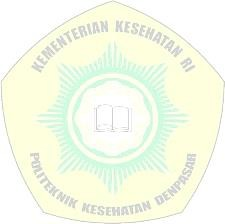 KEMENTERIAN KESEHATAN RI
POLITEKNIK KESEHATAN DENPASAR